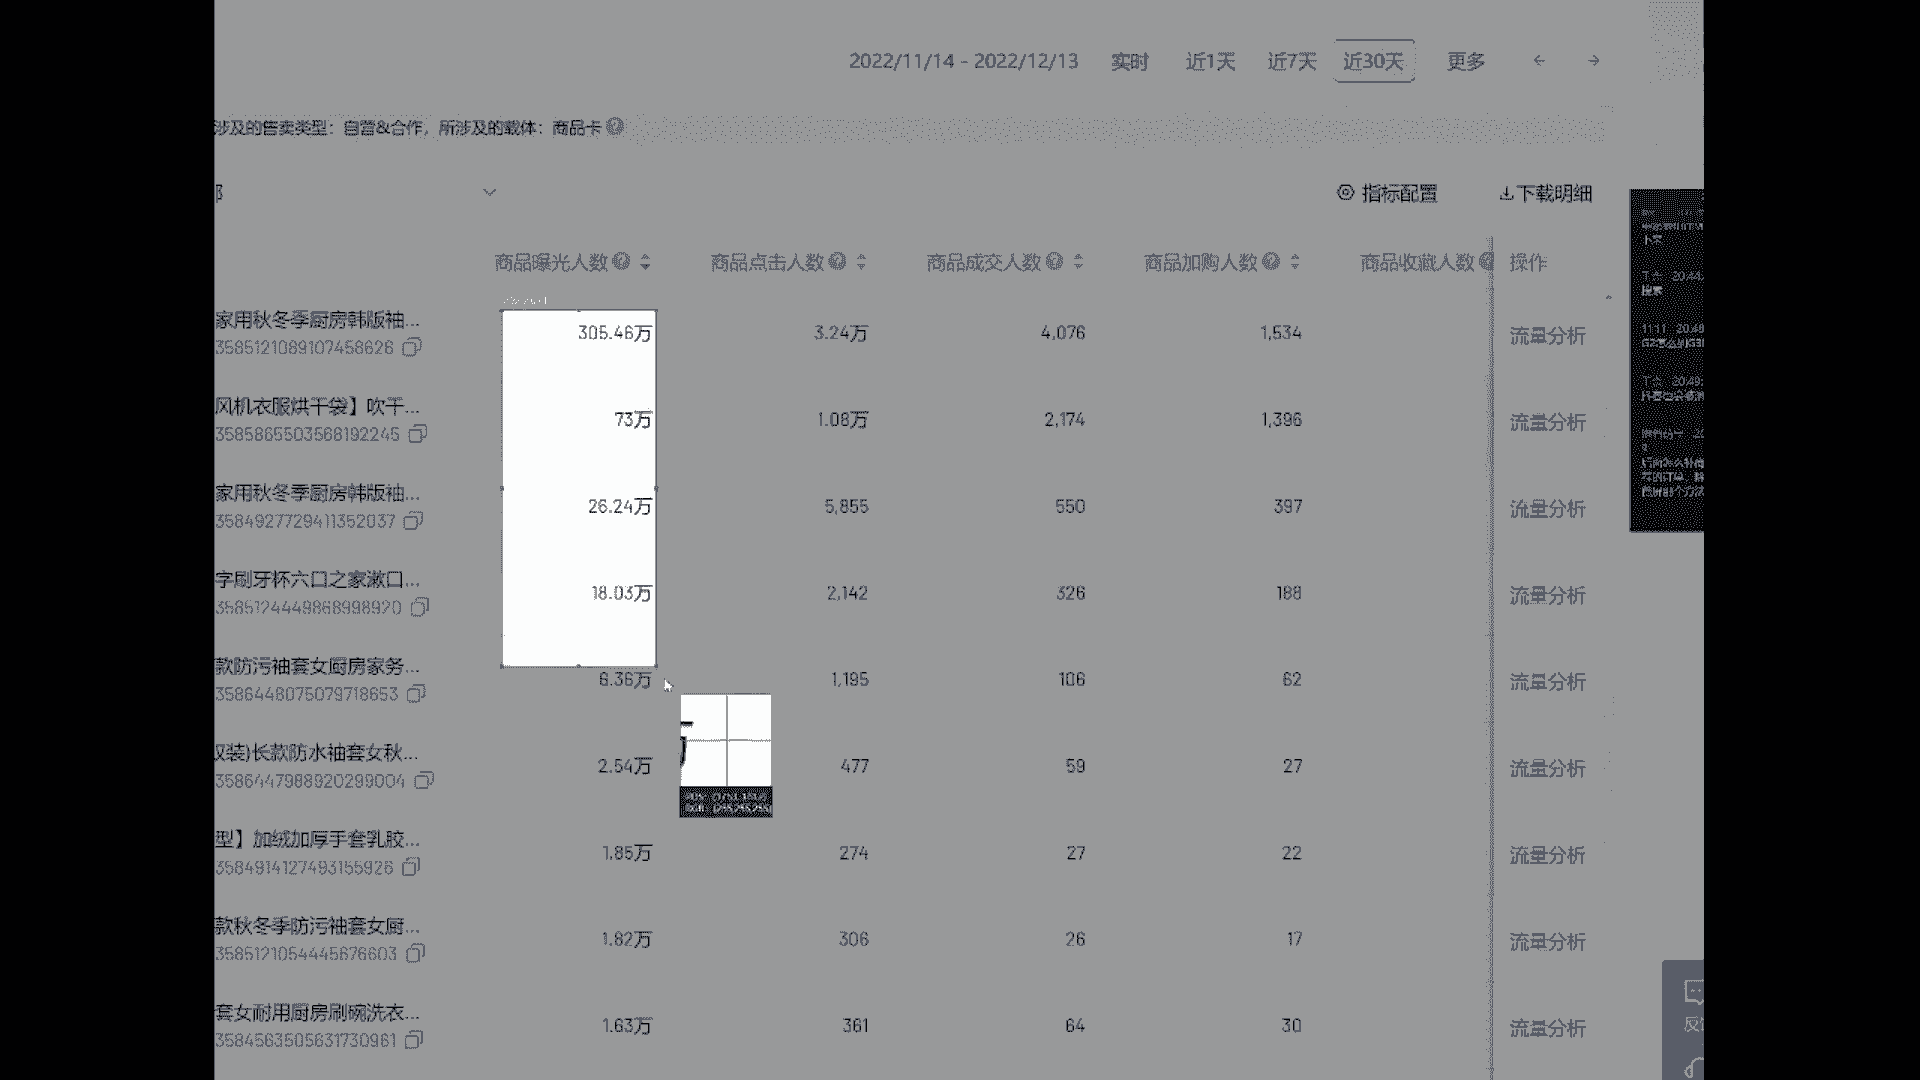 2022/11/14 - 2022/12/13 实时 近1天 近7天 近30天 更多
涉及的售卖类型：自营&合作，所涉及的载体：商品卡
部
指标配置 下载明细
商品曝光人数 商品点击人数 商品成交人数 商品加购人数 商品收藏人数 操作
家用秋冬季厨房韩版袖...
3585121089107458626
305.46万 3.24万 4,076 1,534 流量分析
风机衣服烘干袋】吹干...
3585865503568192245
73万 1.08万 2,174 1,396 流量分析
家用秋冬季厨房韩版袖...
3584927729411352037
26.24万 5,855 550 397 流量分析
字刷牙杯六口之家漱口...
3585124449868998920
18.03万 2,142 326 188 流量分析
款防污袖套女厨房家务...
3586448075079718653
6.36万 1,195 106 62 流量分析
双装)长款防水袖套女秋...
3586447988920299004
2.54万 477 59 27 流量分析
型】加绒加厚手套乳胶...
3584914127493155926
1.85万 274 27 22 流量分析
款秋冬季防污袖套女厨...
3585121054445676603
1.82万 306 26 17 流量分析
套女耐用厨房刷碗洗衣...
3584563505631730961
1.63万 361 64 30 流量分析